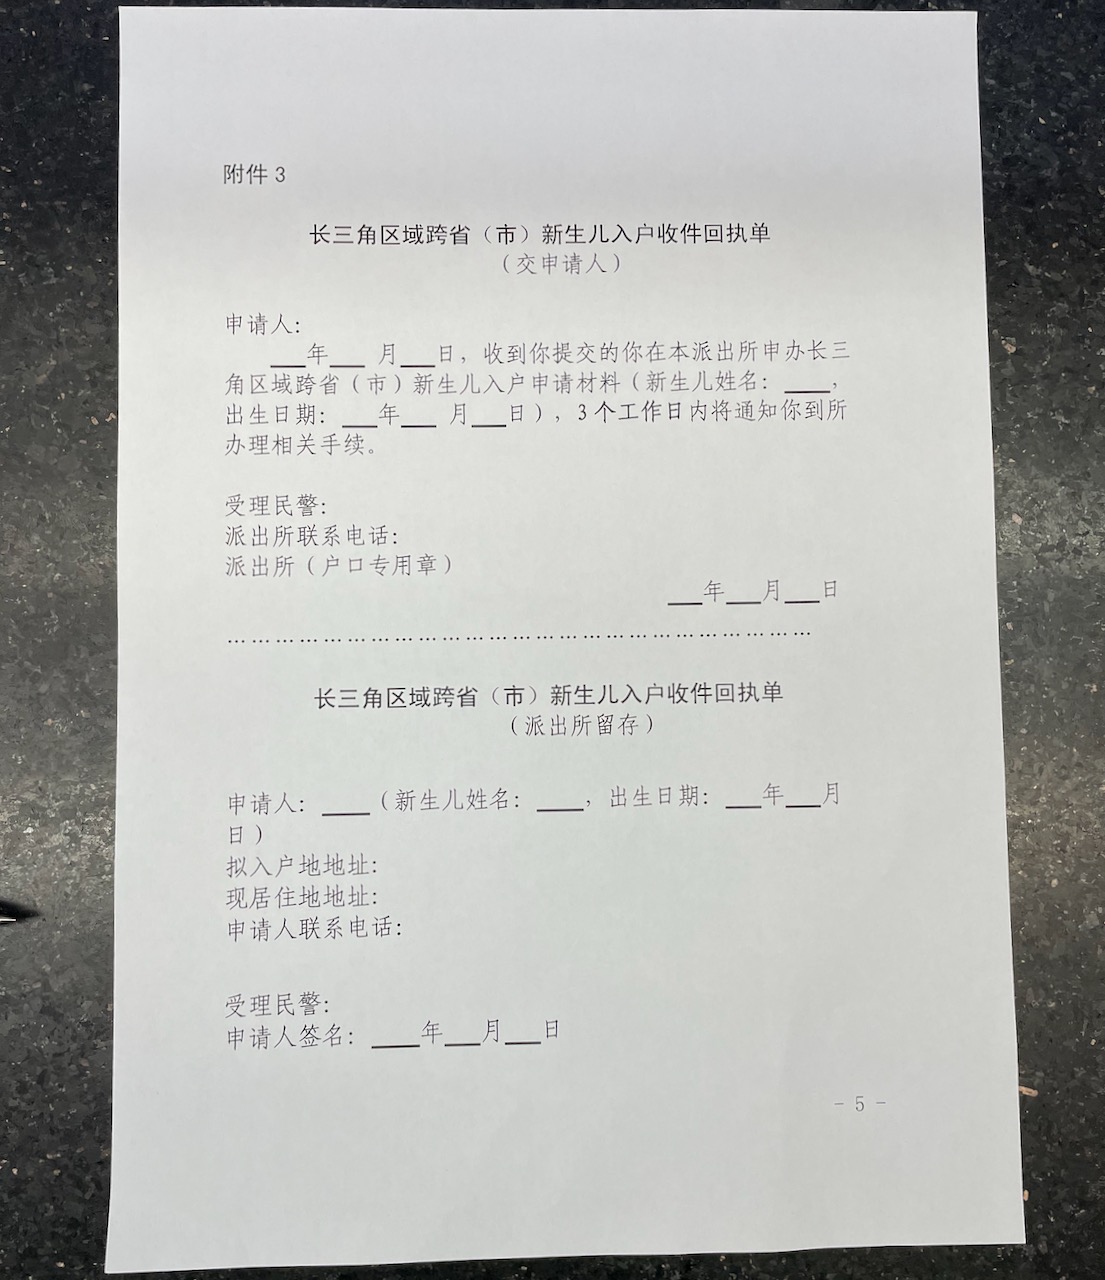 附件 3
长三角区域跨省（市）新生儿入户收件回执单
（交申请人）
申请人：
___年___ 月___日，收到你提交的你在本派出所申办长三
角区域跨省（市）新生儿入户申请材料（新生儿姓名： ____，
出生日期： ___年___ 月___日），3个工作日内将通知你到所
办理相关手续。
受理民警：
派出所联系电话：
派出所（户口专用章）
___年___月___日
………………………………………………………………………
长三角区域跨省（市）新生儿入户收件回执单
（派出所留存）
申请人： ____（新生儿姓名： ____，出生日期： ___年___月
日）
拟入户地地址：
现居住地地址：
申请人联系电话：
受理民警：
申请人签名： ____年___月___日
- 5 -